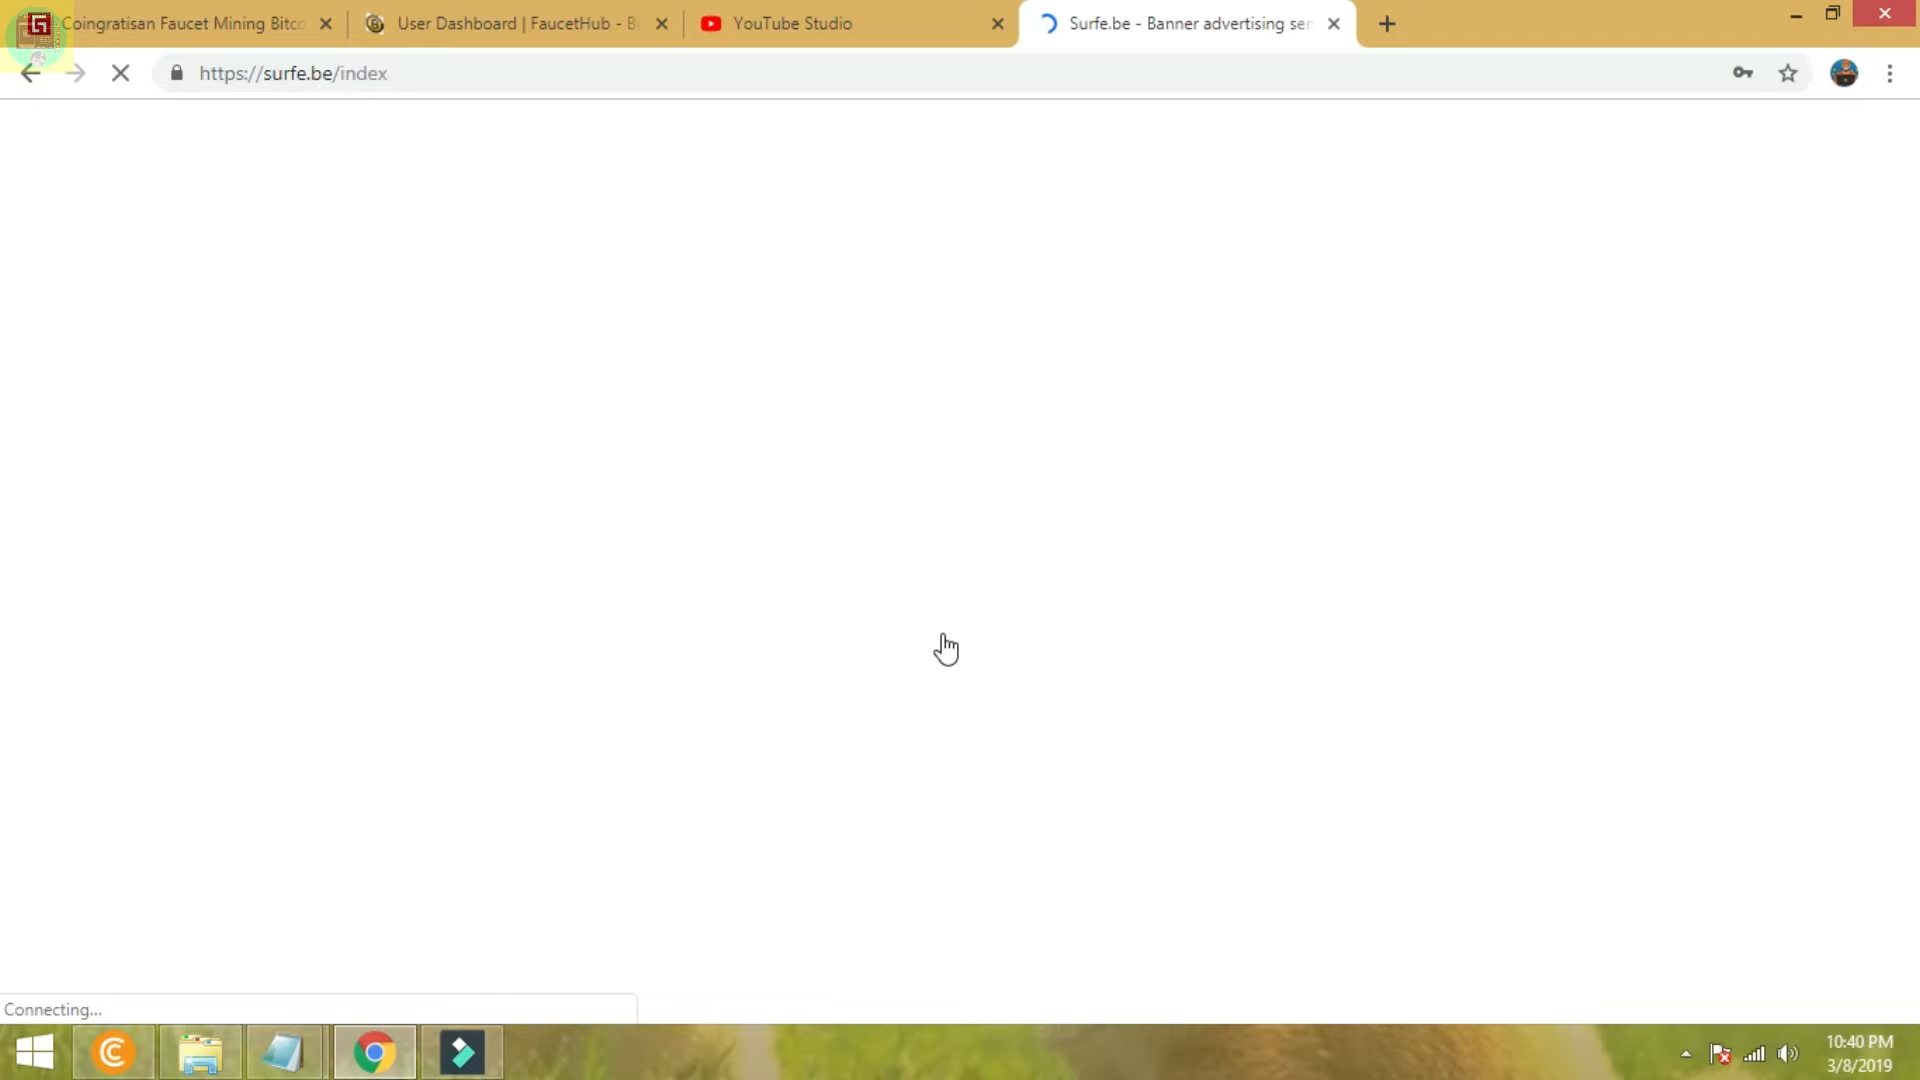 Coingratisan Faucet Mining Bitco
User Dashboard | FaucetHub - B
YouTube Studio
Surfe.be - Banner advertising ser
https://surfe.be/index
Connecting...
10:40 PM
3/8/2019